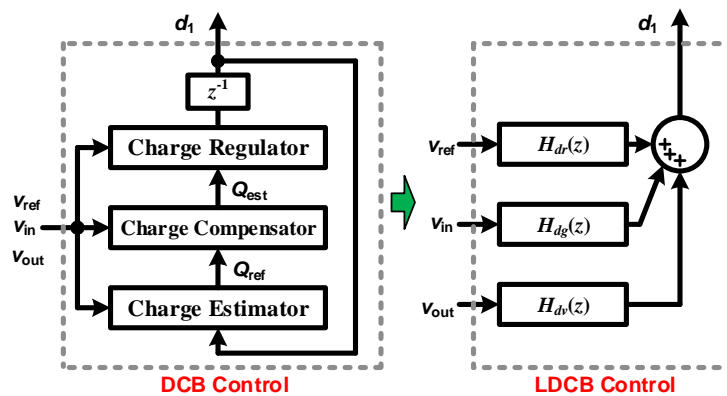 d1
z-1
Charge Regulator
Qest
vref
vin
vout
Charge Compensator
Qref
Charge Estimator
DCB Control
d1
vref
Hdr(z)
+
+
+
vin
Hdg(z)
vout
Hdv(z)
LDCB Control